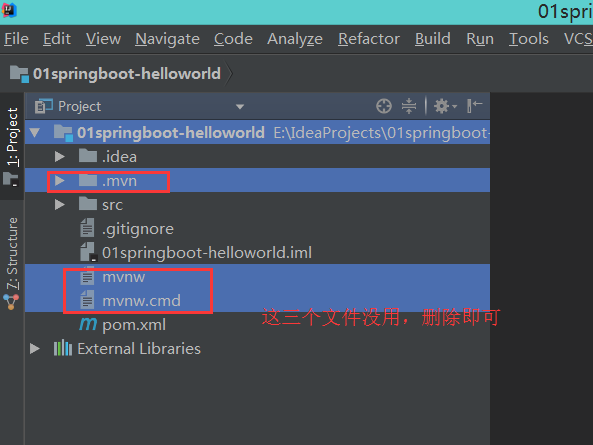 01spri
File Edit View Navigate Code Analyze Refactor Build Run Tools VCS
01springboot-helloworld
Project
1: Project
Z: Structure
01springboot-helloworld E:\IdeaProjects\01springboot-
.idea
.mvn
src
.gitignore
01springboot-helloworld.iml
mvnw
mvnw.cmd
这三个文件没用，删除即可
pom.xml
External Libraries